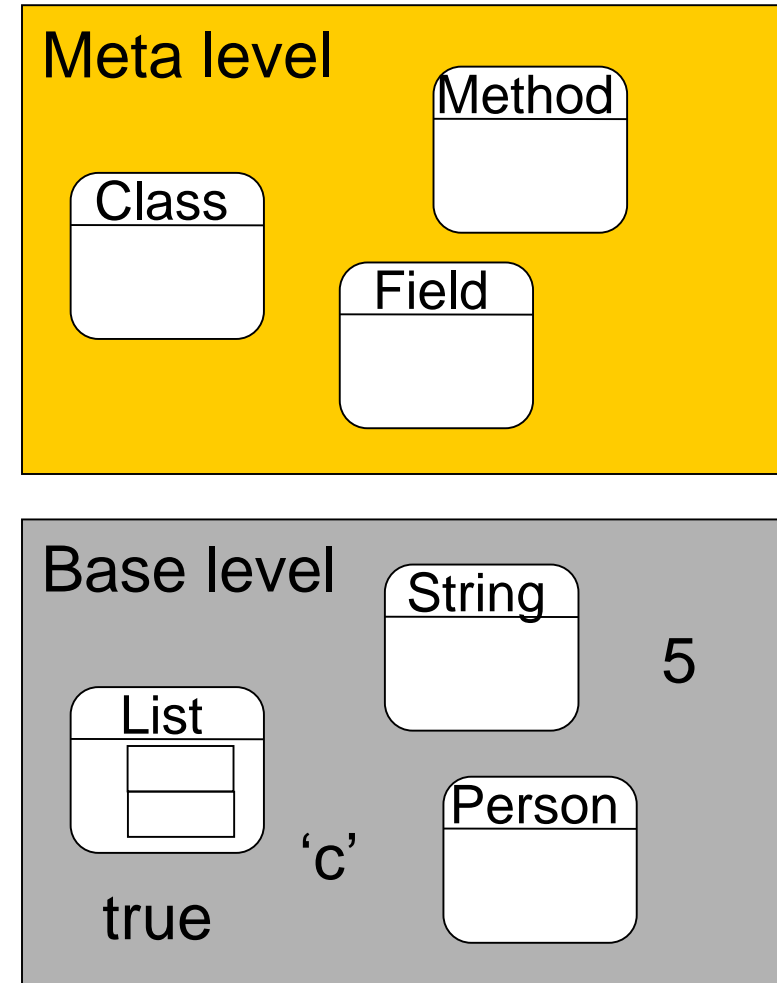 Meta level
Method
Class
Field
Base level
String
5
List
Person
‘c’
true